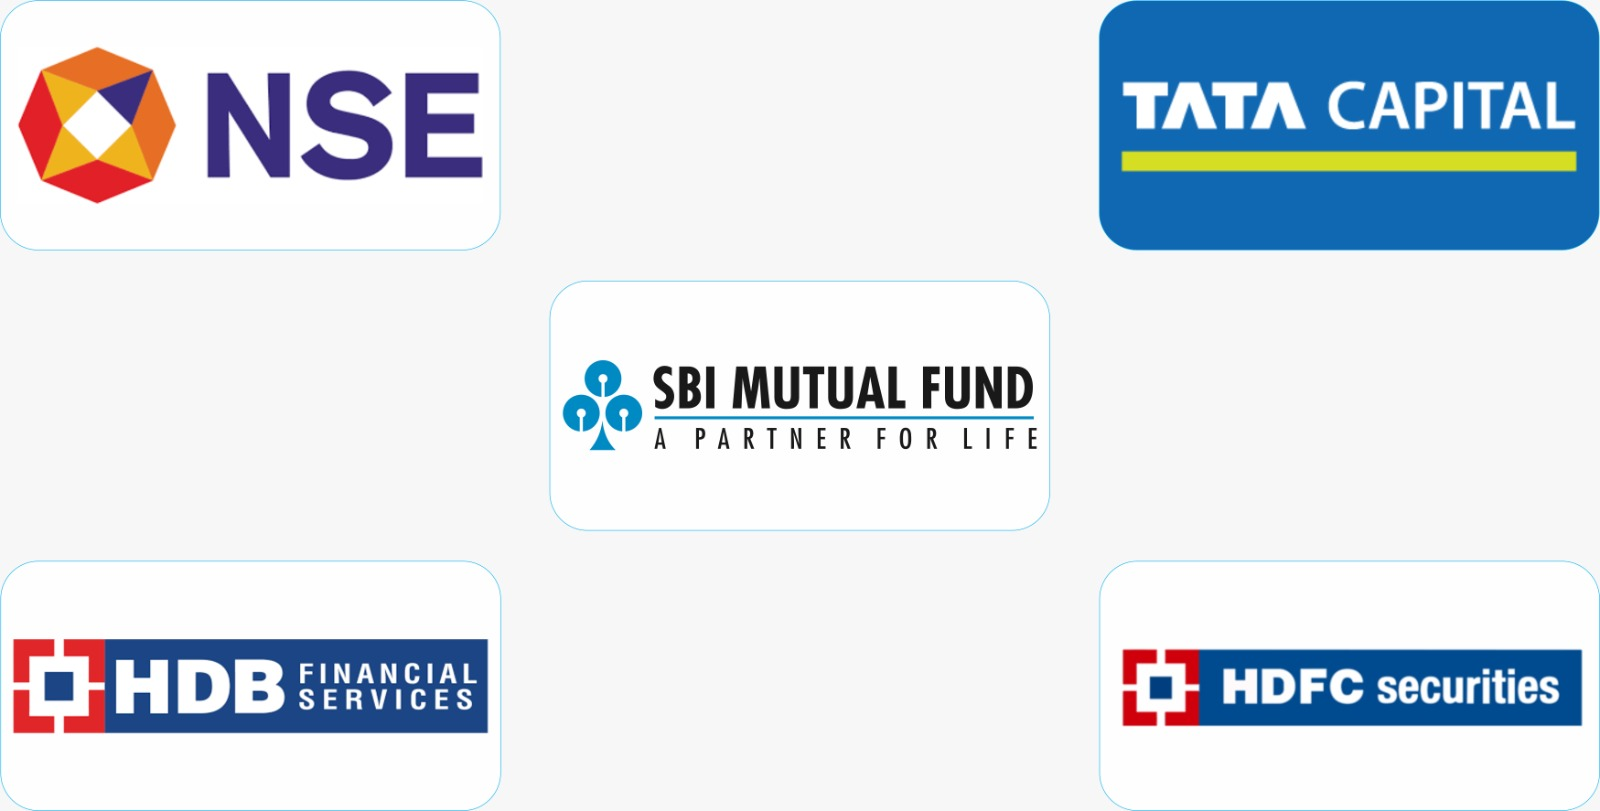 NSE
TATA CAPITAL
SBI MUTUAL FUND
A PARTNER FOR LIFE
HDB FINANCIAL
SERVICES
HDFC securities